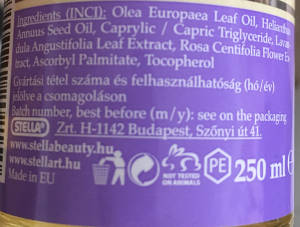 Ingredients (INCI): Olea Europaea Leaf Oil, Helianthus
Annuus Seed Oil, Caprylic / Capric Triglyceride, Lavan-
dula Angustifolia Leaf Extract, Rosa Centifolia Flower Ex-
tract, Ascorbyl Palmitate, Tocopherol
Gyártási tétel száma és felhasználhatóság (hó/év)
jelölve a csomagoláson
Batch number, best before (m/y): see on the packaging
STELLA® Zrt. H-1142 Budapest, Szőnyi út 41.
www.stellabeauty.hu
www.stellart.hu
Made in EU
NOT TESTED
ON ANIMALS
PE
250 ml e